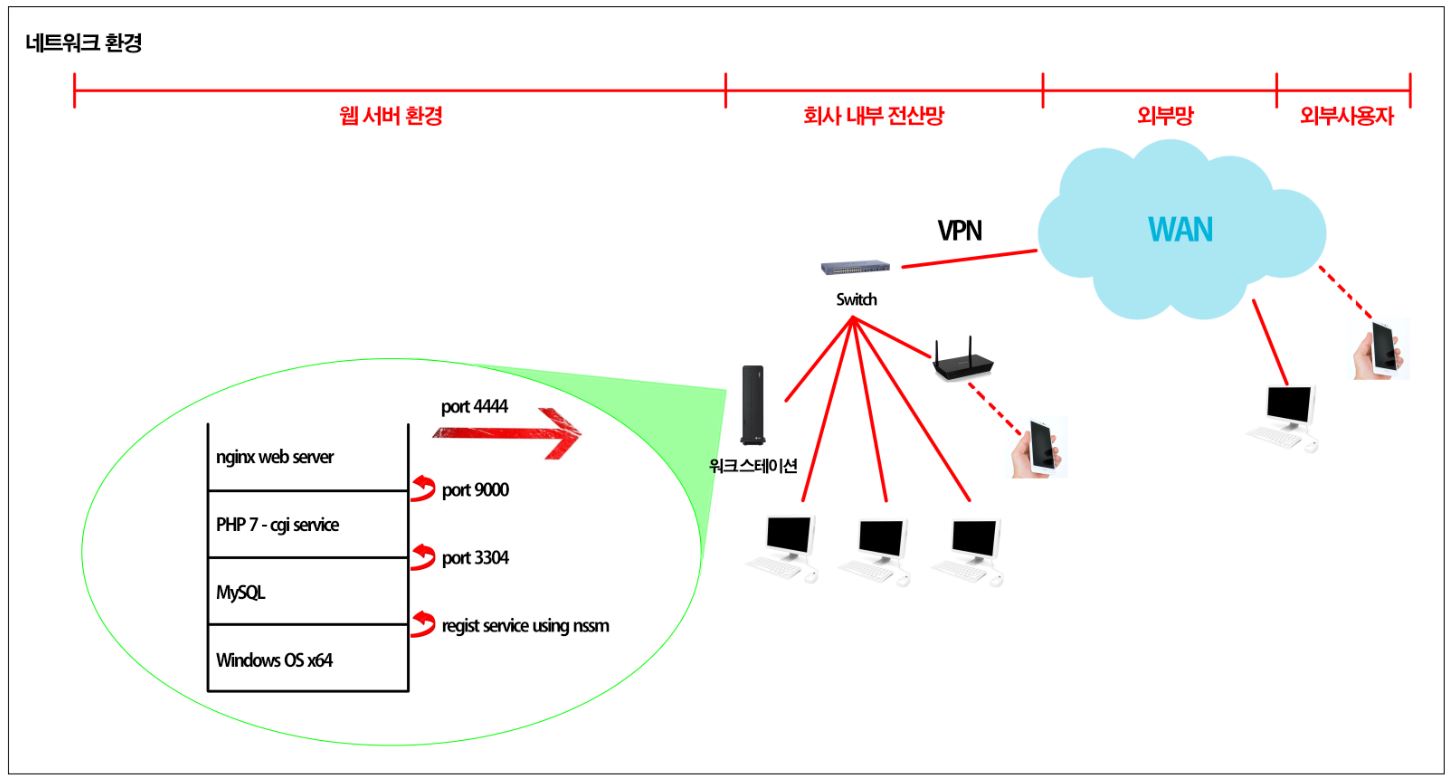 네트워크 환경
웹 서버 환경
회사 내부 전산망
외부망
외부사용자
VPN
WAN
Switch
워크스테이션
port 4444
nginx web server
port 9000
PHP 7 - cgi service
port 3304
MySQL
regist service using nssm
Windows OS x64